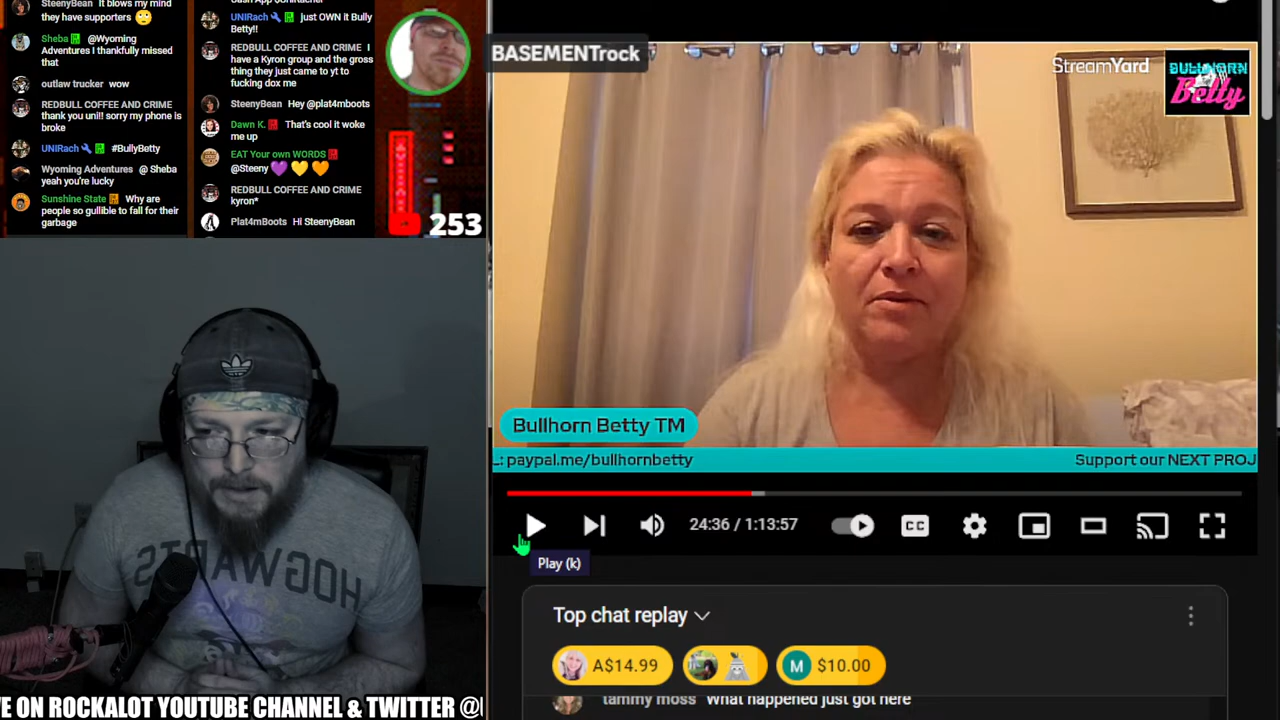 SteenyBean It blows my mind
they have supporters
Sheba @Wyoming
Adventures I thankfully missed
that
outlaw trucker wow
REDBULL COFFEE AND CRIME
thank you uni!! sorry my phone is
broke
UNIRach #BullyBetty
Wyoming Adventures @ Sheba
yeah you're lucky
Sunshine State Why are
people so gullible to fall for their
garbage
UNIRach just OWN it Bully
Betty!!
REDBULL COFFEE AND CRIME I
have a Kyron group and the gross
thing they just came to yt to
fucking dox me
SteenyBean Hey @plat4mboots
Dawn K. That's cool it woke
me up
EAT Your own WORDS
@Steeny
REDBULL COFFEE AND CRIME
kyron*
Plat4mBoots Hi SteenyBean
253
BASEMENTrock
StreamYard
BULLHORN
Betty
Bullhorn Betty TM
L: paypal.me/bullhornbetty
Support our NEXT PROJ
24:36 / 1:13:57
CC
Play (k)
Top chat replay
A$14.99
M $10.00
tammy moss What happened just got here
HOGWARTS
VE ON ROCKALOT YOUTUBE CHANNEL & TWITTER @